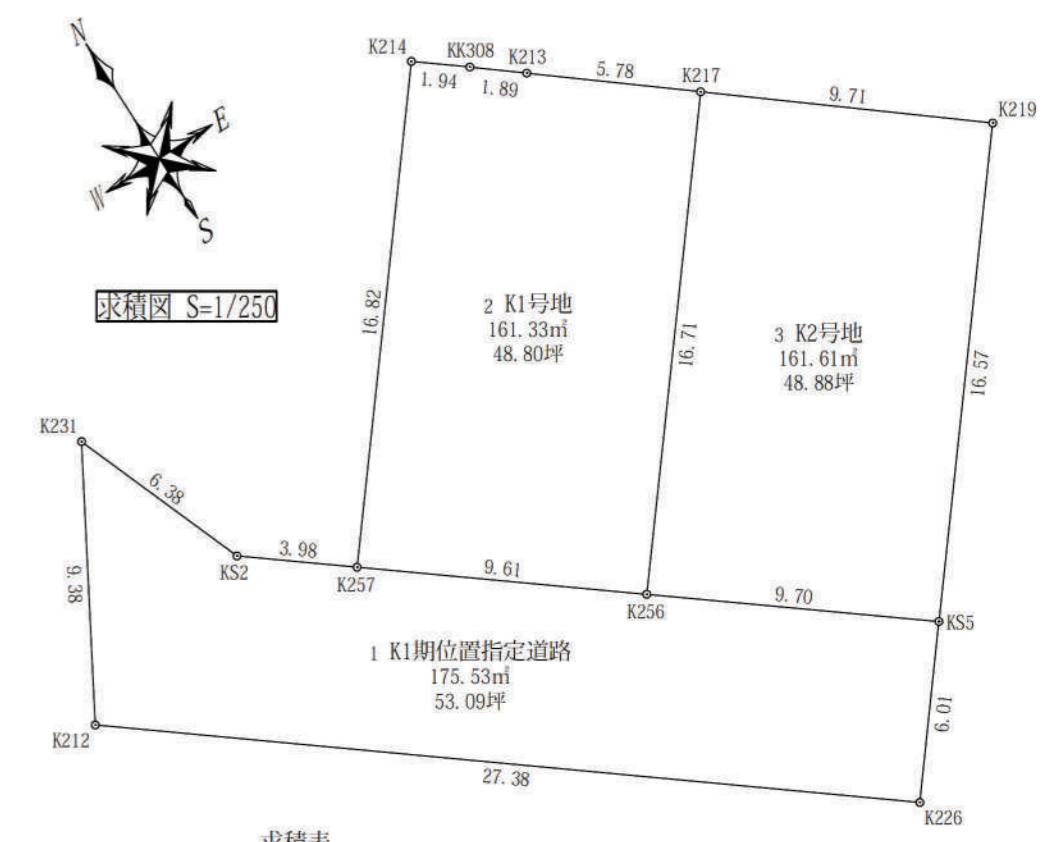 N
E
W
S
求積図 S=1/250
K214
KK308
K213
K217
K219
1.94
1.89
5.78
9.71
16.82
2 K1号地
161.33㎡
48.80坪
16.71
3 K2号地
161.61㎡
48.88坪
16.57
K231
6.38
KS2
3.98
K257
9.61
K256
9.70
KS5
9.38
1 K1期位置指定道路
175.53㎡
53.09坪
6.01
K212
27.38
K226
求積表